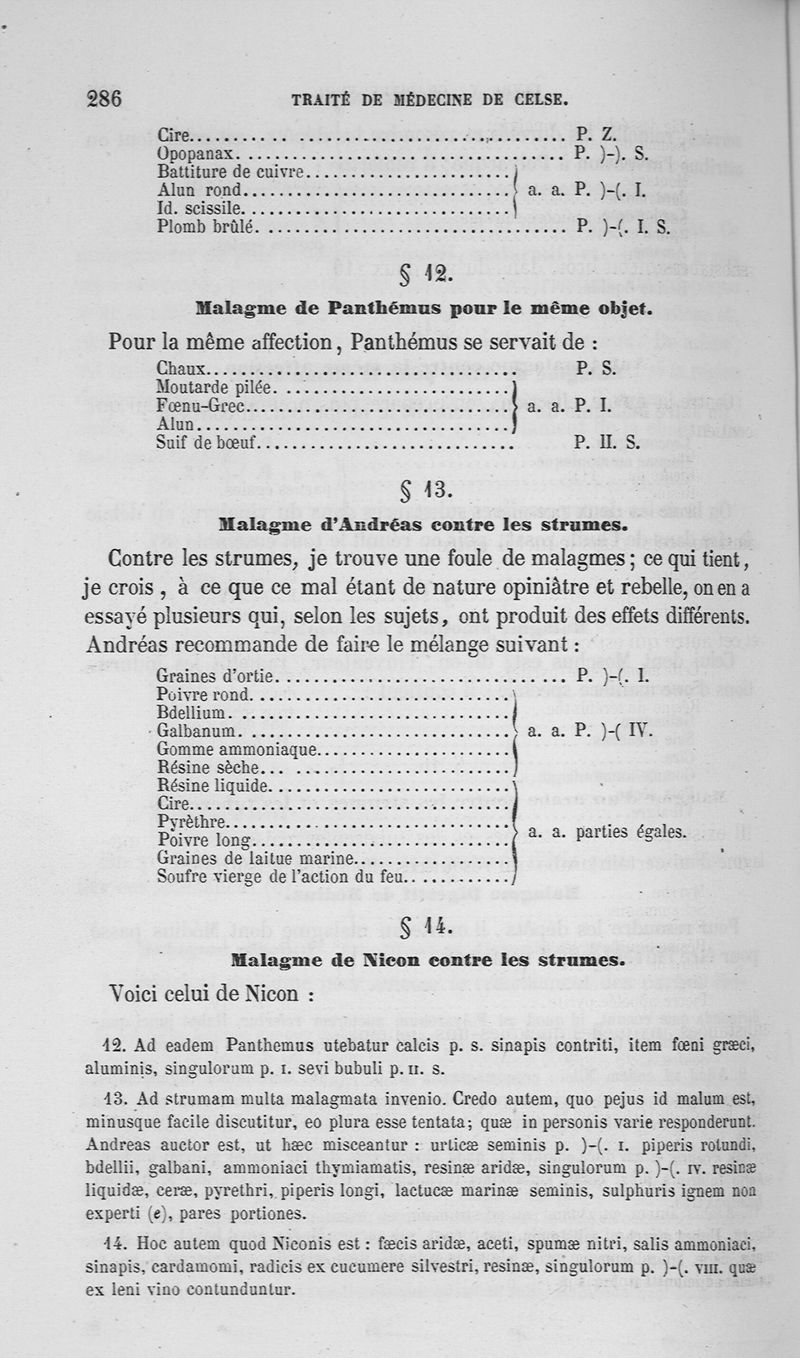 286 TRAITÉ DE MÉDECINE DE CELSE.
Cire.......... P. Z.
Opopanax.......... P. )-). S.
Battiture de cuivre..........
Alun rond.......... a. a. P. )-(. I.
Id. scissile..........
Plomb brûlé.......... P. )-(. I. S.
§ 12.
Malagme de Panthémus pour le même objet.
Pour la même affection, Panthémus se servait de :
Chaux.......... P. S.
Moutarde pilée..........
Fœnu-Grec.......... a. a. P. I.
Alun..........
Suif de bœuf.......... P. II. S.
§ 13.
Malagme d'Andréas contre les strumes.
Contre les strumes, je trouve une foule de malagmes ; ce qui tient,
je crois , à ce que ce mal étant de nature opiniâtre et rebelle, on en a
essayé plusieurs qui, selon les sujets, ont produit des effets différents.
Andréas recommande de faire le mélange suivant :
Graines d'ortie.......... P. )-(. I.
Poivre rond..........
Bdellium..........
Galbanum.......... a. a. P. )-( IV.
Gomme ammoniaque..........
Résine sèche..........
Résine liquide..........
Cire..........
Pyrèthre..........
Poivre long.......... a. a. parties égales.
Graines de laitue marine..........
Soufre vierge de l'action du feu..........
§ 14.
Malagme de Nicon contre les strumes.
Voici celui de Nicon :
12. Ad eadem Panthemus utebatur calcis p. s. sinapis contriti, item fœni græci,
aluminis, singulorum p. I. sevi bubuli p. II. s.
13. Ad strumam multa malagmata invenio. Credo autem, quo pejus id malum est,
minusque facile discutitur, eo plura esse tentata; quæ in personis varie responderunt.
Andreas auctor est, ut hæc misceantur : urticæ seminis p. )-(. I. piperis rotundi,
bdellii, galbani, ammoniaci thymiamatis, resinæ aridæ, singulorum p. )-(. IV. resinæ
liquidæ, ceræ, pyrethri, piperis longi, lactucæ marinæ seminis, sulphuris ignem non
experti (e), pares portiones.
14. Hoc autem quod Niconis est : fæcis aridæ, aceti, spumæ nitri, salis ammoniaci,
sinapis, cardamomi, radicis ex cucumere silvestri, resinæ, singulorum p. )-(. VIII. quæ
ex leni vino contunduntur.